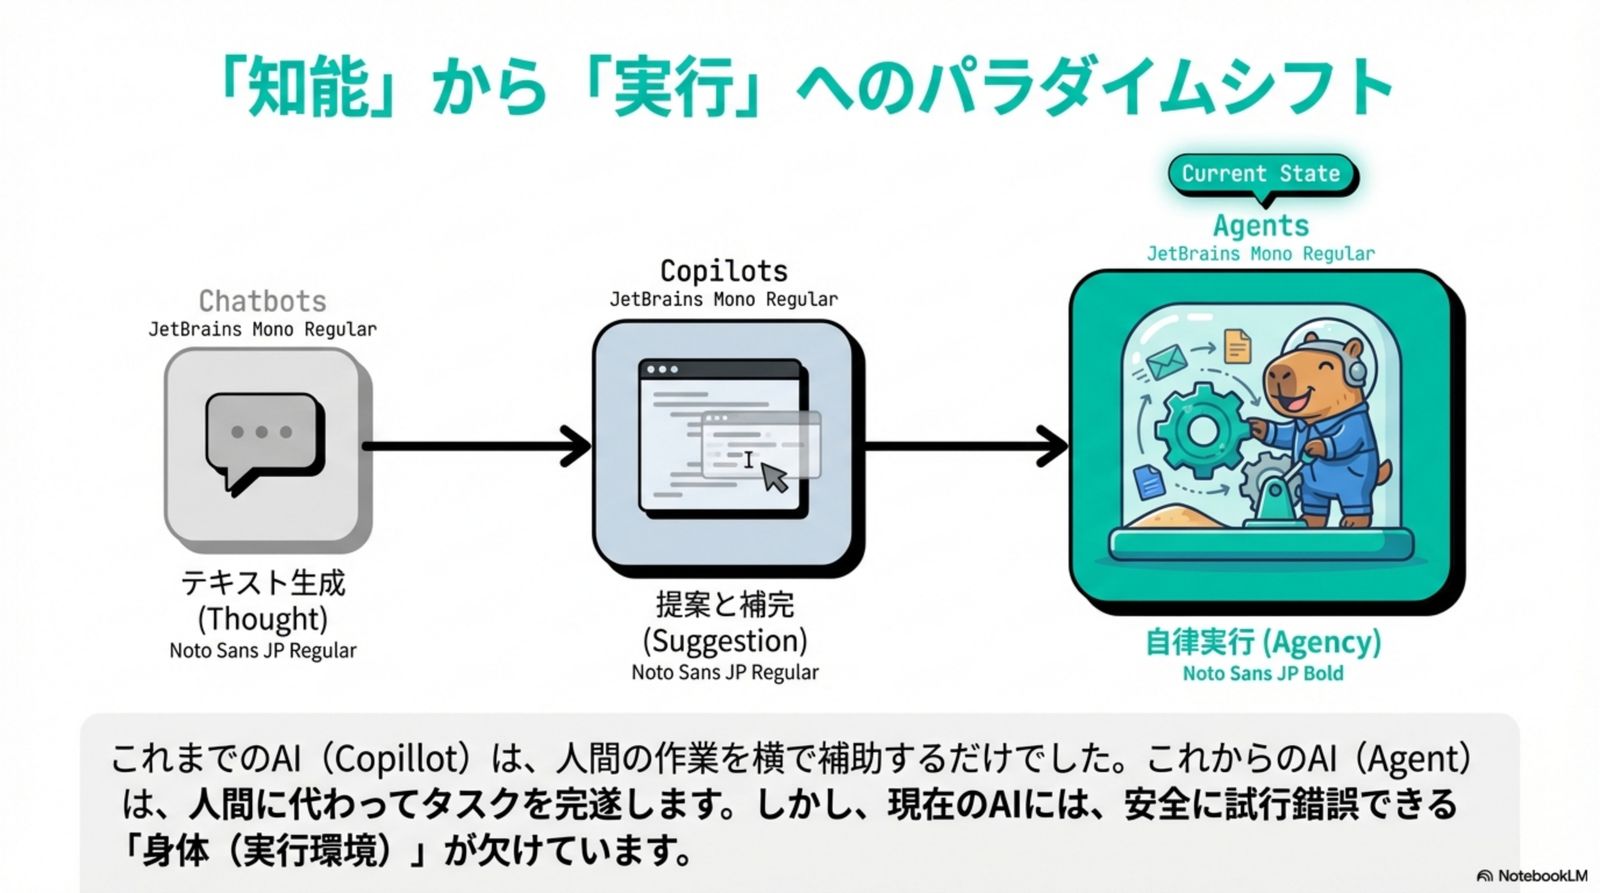 「知能」から「実行」へのパラダイムシフト
Current State
Agents
JetBrains Mono Regular
Copilots
JetBrains Mono Regular
Chatbots
JetBrains Mono Regular
テキスト生成
(Thought)
Noto Sans JP Regular
提案と補完
(Suggestion)
Noto Sans JP Regular
自律実行 (Agency)
Noto Sans JP Bold
これまでのAI（Copillot）は、人間の作業を横で補助するだけでした。これからのAI（Agent）
は、人間に代わってタスクを完遂します。しかし、現在のAIには、安全に試行錯誤できる
「身体（実行環境）」が欠けています。
NotebookLM